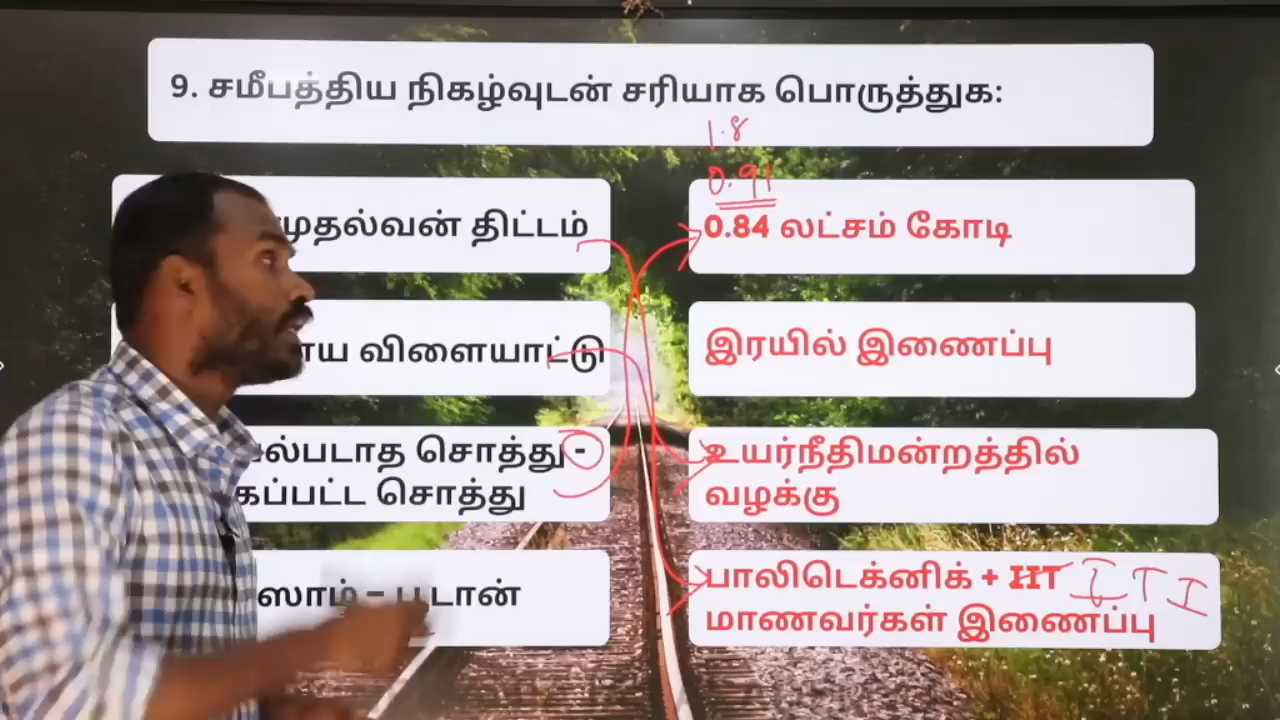 9. சமீபத்திய நிகழ்வுடன் சரியாக பொருத்துக:
1.8
0.91
முதல்வன் திட்டம்
0.84 லட்சம் கோடி
விளையாட்டு
இரயில் இணைப்பு
சொத்து -
சொத்து
உயர்நீதிமன்றத்தில்
வழக்கு
பூடான்
பாலிடெக்னிக் + IIT ITI
மாணவர்கள் இணைப்பு